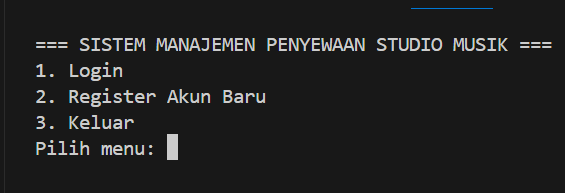 === SISTEM MANAJEMEN PENYEWAAN STUDIO MUSIK ===
1. Login
2. Register Akun Baru
3. Keluar
Pilih menu: